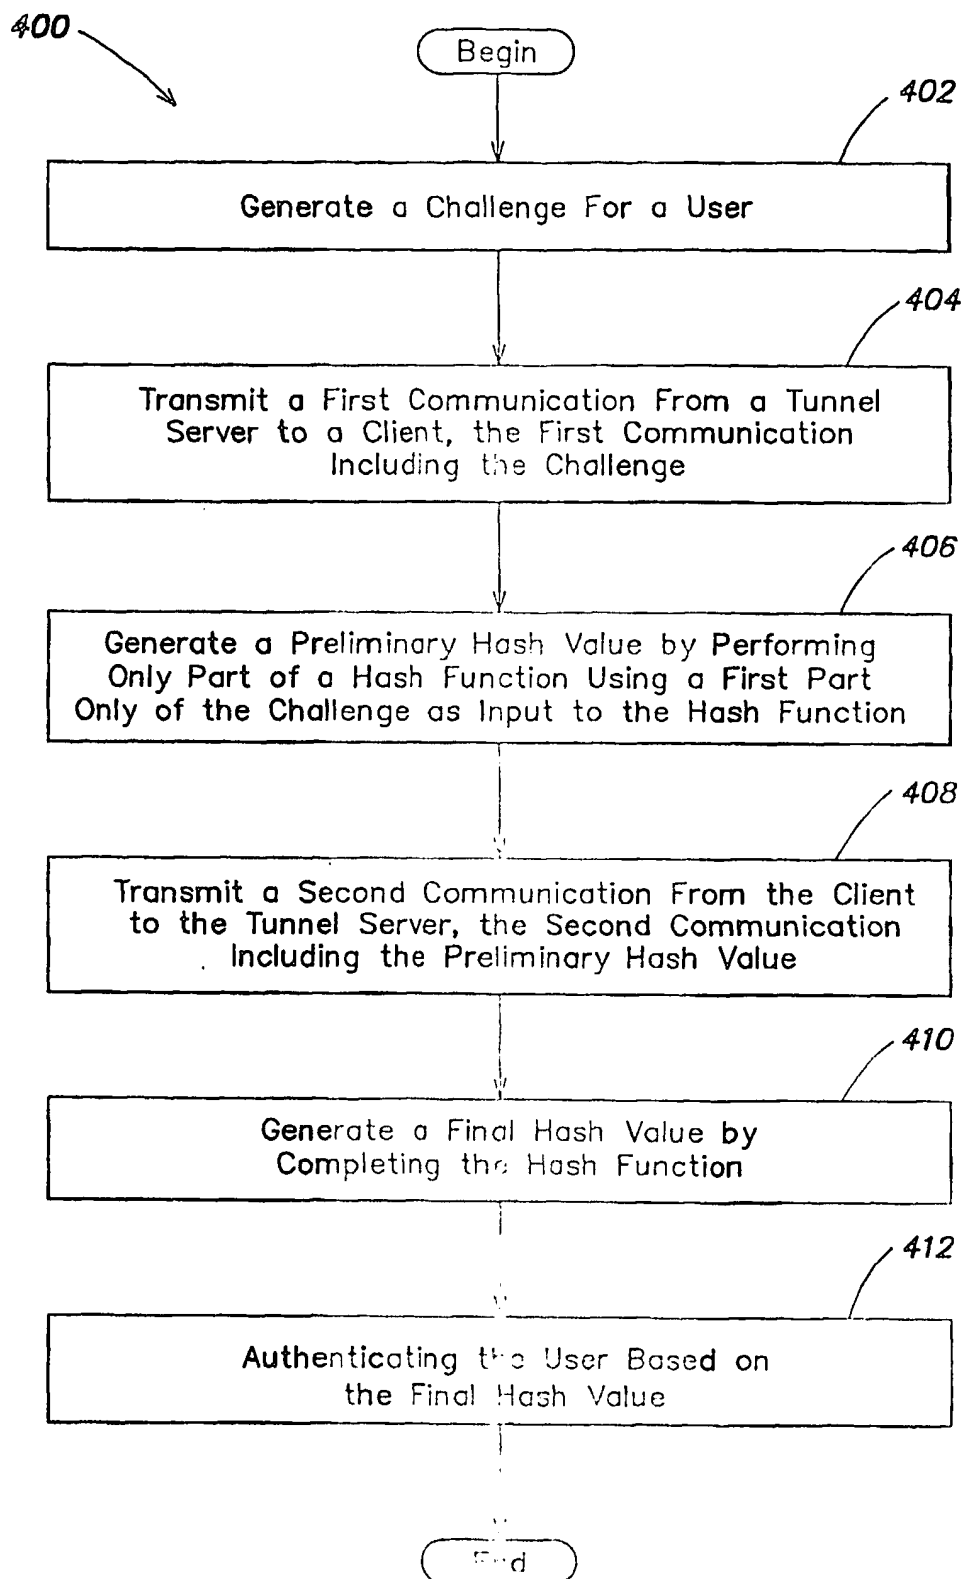 400
Begin
402
Generate a Challenge For a User
404
Transmit a First Communication From a Tunnel
Server to a Client, the First Communication
Including the Challenge
406
Generate a Preliminary Hash Value by Performing
Only Part of a Hash Function Using a First Part
Only of the Challenge as Input to the Hash Function
408
Transmit a Second Communication From the Client
to the Tunnel Server, the Second Communication
Including the Preliminary Hash Value
410
Generate a Final Hash Value by
Completing the Hash Function
412
Authenticating the User Based on
the Final Hash Value
End